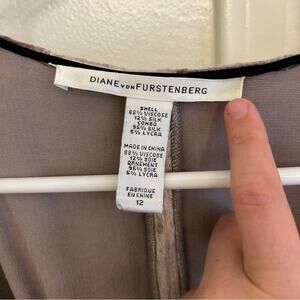 DIANE VON FURSTENBERG
SHELL
88% VISCOSE
12% SILK
COMBO
95% SILK
5% LYCRA
MADE IN CHINA
88% VISCOSE
12% SOIE
ORNEMENT
95% SOIE
5% LYCRA
FABRIQUE
EN CHINE
12